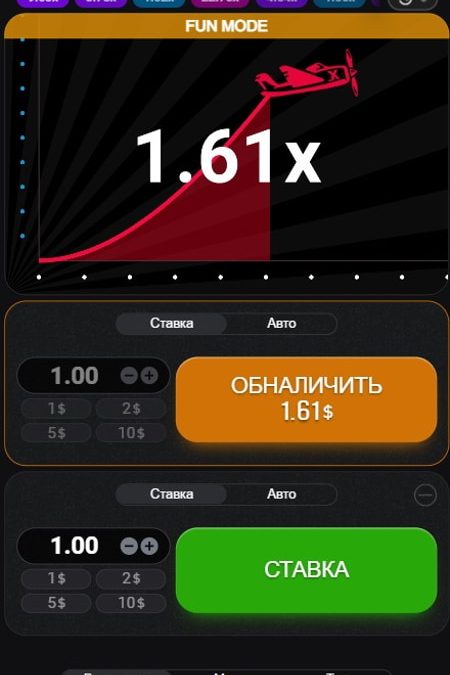 FUN MODE
1.61x
Ставка Авто
1.00
ОБНАЛИЧИТЬ
1.61$
1$ 2$
5$ 10$
Ставка Авто
1.00
СТАВКА
1$ 2$
5$ 10$